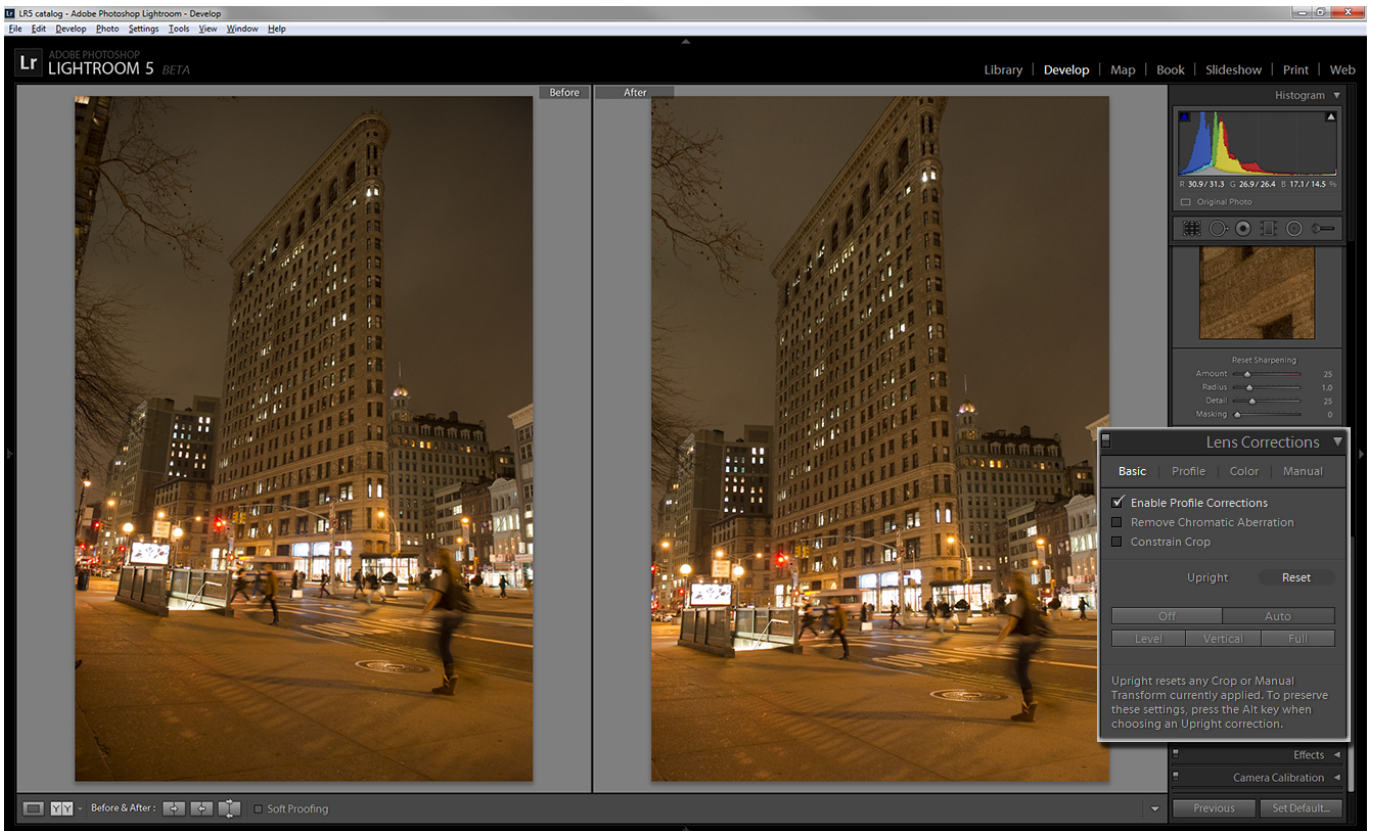 LR5 catalog - Adobe Photoshop Lightroom - Develop
File Edit Develop Photo Settings Tools View Window Help
Lr ADOBE PHOTOSHOP
LIGHTROOM 5 BETA
Library | Develop | Map | Book | Slideshow | Print | Web
Before
After
Histogram
R 30.9 / 31.3 G 26.9 / 26.4 B 17.1 / 14.5 %
Original Photo
Reset Sharpening
Amount 25
Radius 1.0
Detail 25
Masking 0
Lens Corrections
Basic | Profile | Color | Manual
Enable Profile Corrections
Remove Chromatic Aberration
Constrain Crop
Upright Reset
Off Auto
Level Vertical Full
Upright resets any Crop or Manual
Transform currently applied. To preserve
these settings, press the Alt key when
choosing an Upright correction.
Effects
Camera Calibration
YY Before & After : Soft Proofing
Previous Set Default...